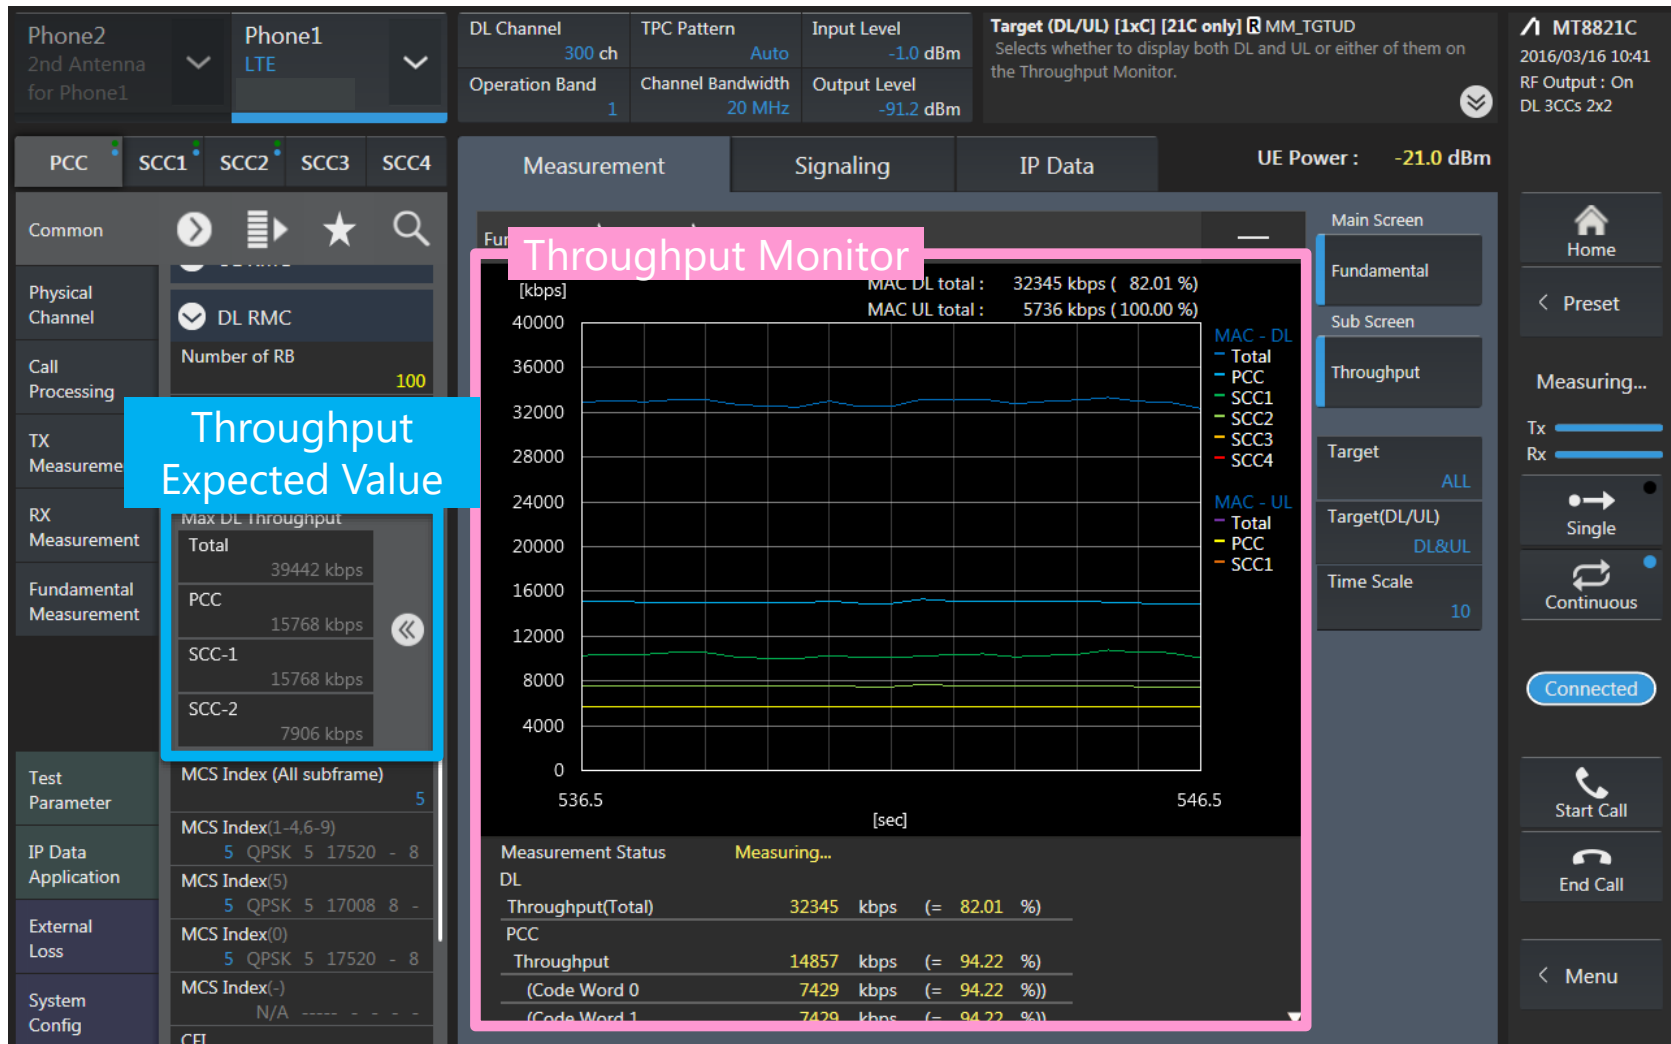 Phone2
2nd Antenna
for Phone1
Phone1
LTE
DL Channel
300 ch
TPC Pattern
Auto
Input Level
-1.0 dBm
Operation Band
1
Channel Bandwidth
20 MHz
Output Level
-91.2 dBm
Target (DL/UL) [1xC] [21C only] R MM_TGTUD
Selects whether to display both DL and UL or either of them on
the Throughput Monitor.
MT8821C
2016/03/16 10:41
RF Output : On
DL 3CCs 2x2
PCC
SCC1
SCC2
SCC3
SCC4
Measurement
Signaling
IP Data
UE Power : -21.0 dBm
Common
Physical
Channel
Call
Processing
TX
Measureme
RX
Measurement
Fundamental
Measurement
Test
Parameter
IP Data
Application
External
Loss
System
Config
DL RMC
Number of RB
100
Throughput
Expected Value
Max DL Throughput
Total
39442 kbps
PCC
15768 kbps
SCC-1
15768 kbps
SCC-2
7906 kbps
MCS Index (All subframe)
5
MCS Index(1-4,6-9)
5 QPSK 5 17520 - 8
MCS Index(5)
5 QPSK 5 17008 8 -
MCS Index(0)
5 QPSK 5 17520 - 8
MCS Index(-)
N/A ----- - - - -
CFI
Throughput Monitor
[kbps]
MAC DL total : 32345 kbps ( 82.01 %)
MAC UL total : 5736 kbps ( 100.00 %)
40000
36000
32000
28000
24000
20000
16000
12000
8000
4000
0
536.5
546.5
[sec]
MAC - DL
Total
PCC
SCC1
SCC2
SCC3
SCC4
MAC - UL
Total
PCC
SCC1
Measurement Status Measuring...
DL
Throughput(Total) 32345 kbps (= 82.01 %)
PCC
Throughput 14857 kbps (= 94.22 %)
(Code Word 0 7429 kbps (= 94.22 %))
(Code Word 1 7429 kbps (= 94.22 %))
Main Screen
Fundamental
Sub Screen
Throughput
Target
ALL
Target(DL/UL)
DL&UL
Time Scale
10
Home
< Preset
Measuring...
Tx
Rx
Single
Continuous
Connected
Start Call
End Call
< Menu